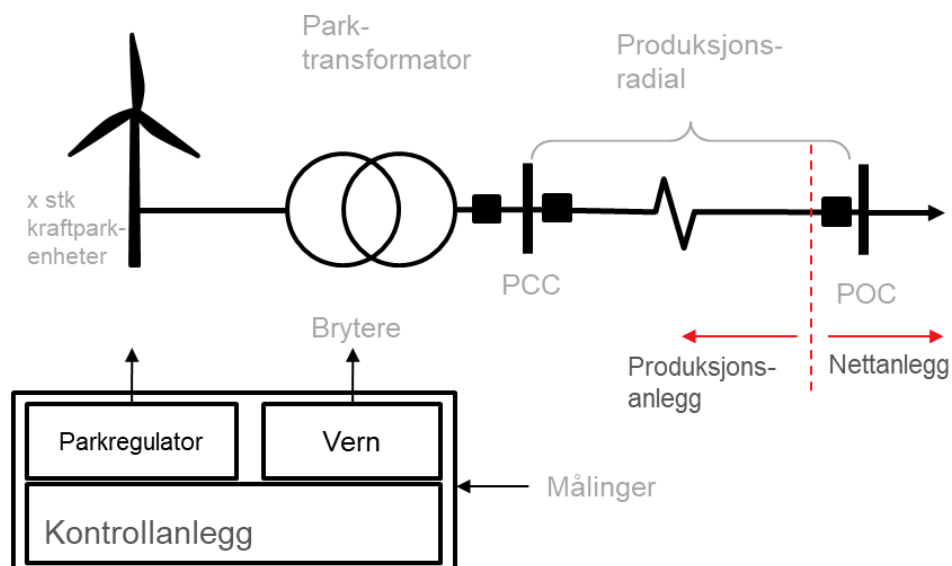 Park-
transformator
Produksjons-
radial
x stk
kraftpark-
enheter
PCC
POC
Brytere
Produksjons-
anlegg
Nettanlegg
Parkregulator
Vern
Målinger
Kontrollanlegg